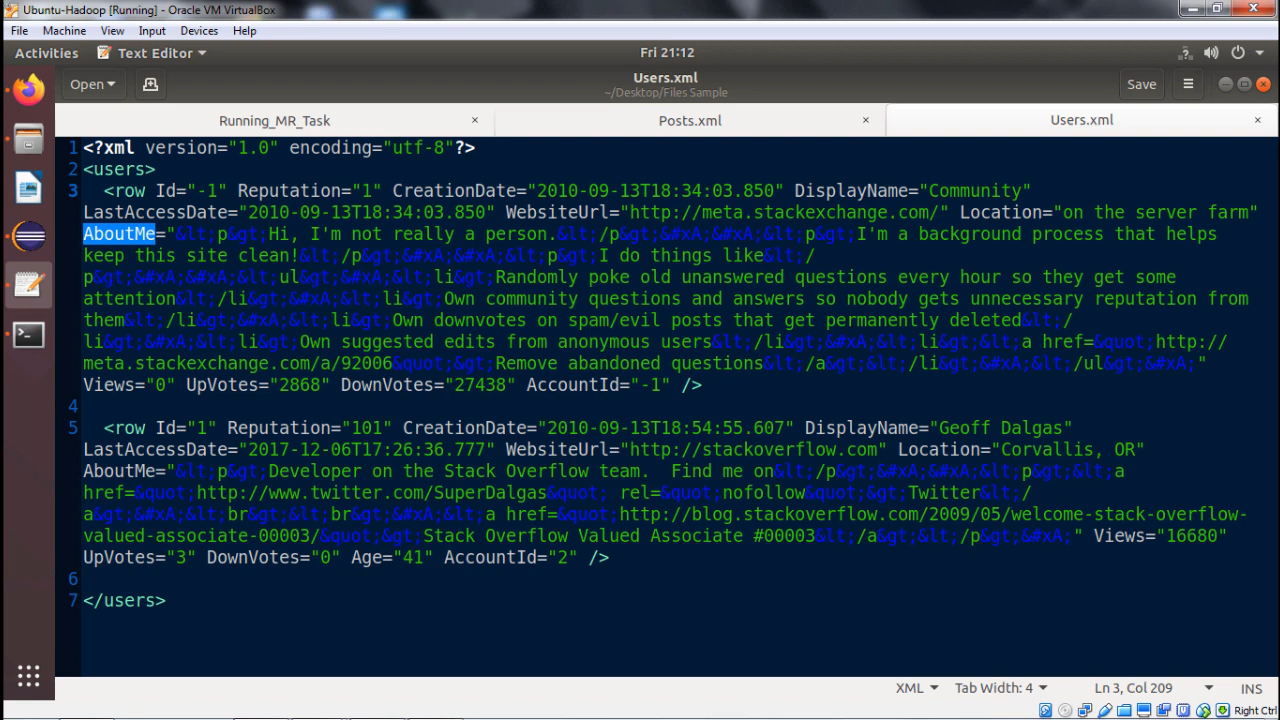 Ubuntu-Hadoop [Running] - Oracle VM VirtualBox
File Machine View Input Devices Help
Activities Text Editor Fri 21:12
Open Users.xml Save
~/Desktop/Files Sample
Running_MR_Task × Posts.xml × Users.xml ×
1 <?xml version="1.0" encoding="utf-8"?>
2 <users>
3 <row Id="-1" Reputation="1" CreationDate="2010-09-13T18:34:03.850" DisplayName="Community"
LastAccessDate="2010-09-13T18:34:03.850" WebsiteUrl="http://meta.stackexchange.com/" Location="on the server farm"
AboutMe="&lt;p&gt;Hi, I'm not really a person.&lt;/p&gt;&#xA;&#xA;&lt;p&gt;I'm a background process that helps
keep this site clean!&lt;/p&gt;&#xA;&#xA;&lt;p&gt;I do things like&lt;/
p&gt;&#xA;&#xA;&lt;ul&gt;&#xA;&lt;li&gt;Randomly poke old unanswered questions every hour so they get some
attention&lt;/li&gt;&#xA;&lt;li&gt;Own community questions and answers so nobody gets unnecessary reputation from
them&lt;/li&gt;&#xA;&lt;li&gt;Own downvotes on spam/evil posts that get permanently deleted&lt;/
li&gt;&#xA;&lt;li&gt;Own suggested edits from anonymous users&lt;/li&gt;&#xA;&lt;li&gt;&lt;a href=&quot;http://
meta.stackexchange.com/a/92006&quot;&gt;Remove abandoned questions&lt;/a&gt;&lt;/li&gt;&#xA;&lt;/ul&gt;&#xA;"
Views="0" UpVotes="2868" DownVotes="27438" AccountId="-1" />
4
5 <row Id="1" Reputation="101" CreationDate="2010-09-13T18:54:55.607" DisplayName="Geoff Dalgas"
LastAccessDate="2017-12-06T17:26:36.777" WebsiteUrl="http://stackoverflow.com" Location="Corvallis, OR"
AboutMe="&lt;p&gt;Developer on the Stack Overflow team.  Find me on&lt;/p&gt;&#xA;&#xA;&lt;p&gt;&lt;a
href=&quot;http://www.twitter.com/SuperDalgas&quot; rel=&quot;nofollow&quot;&gt;Twitter&lt;/
a&gt;&#xA;&lt;br&gt;&lt;br&gt;&#xA;&lt;a href=&quot;http://blog.stackoverflow.com/2009/05/welcome-stack-overflow-
valued-associate-00003/&quot;&gt;Stack Overflow Valued Associate #00003&lt;/a&gt;&lt;/p&gt;&#xA;" Views="16680"
UpVotes="3" DownVotes="0" Age="41" AccountId="2" />
6
7 </users>
XML Tab Width: 4 Ln 3, Col 209 INS
Right Ctrl